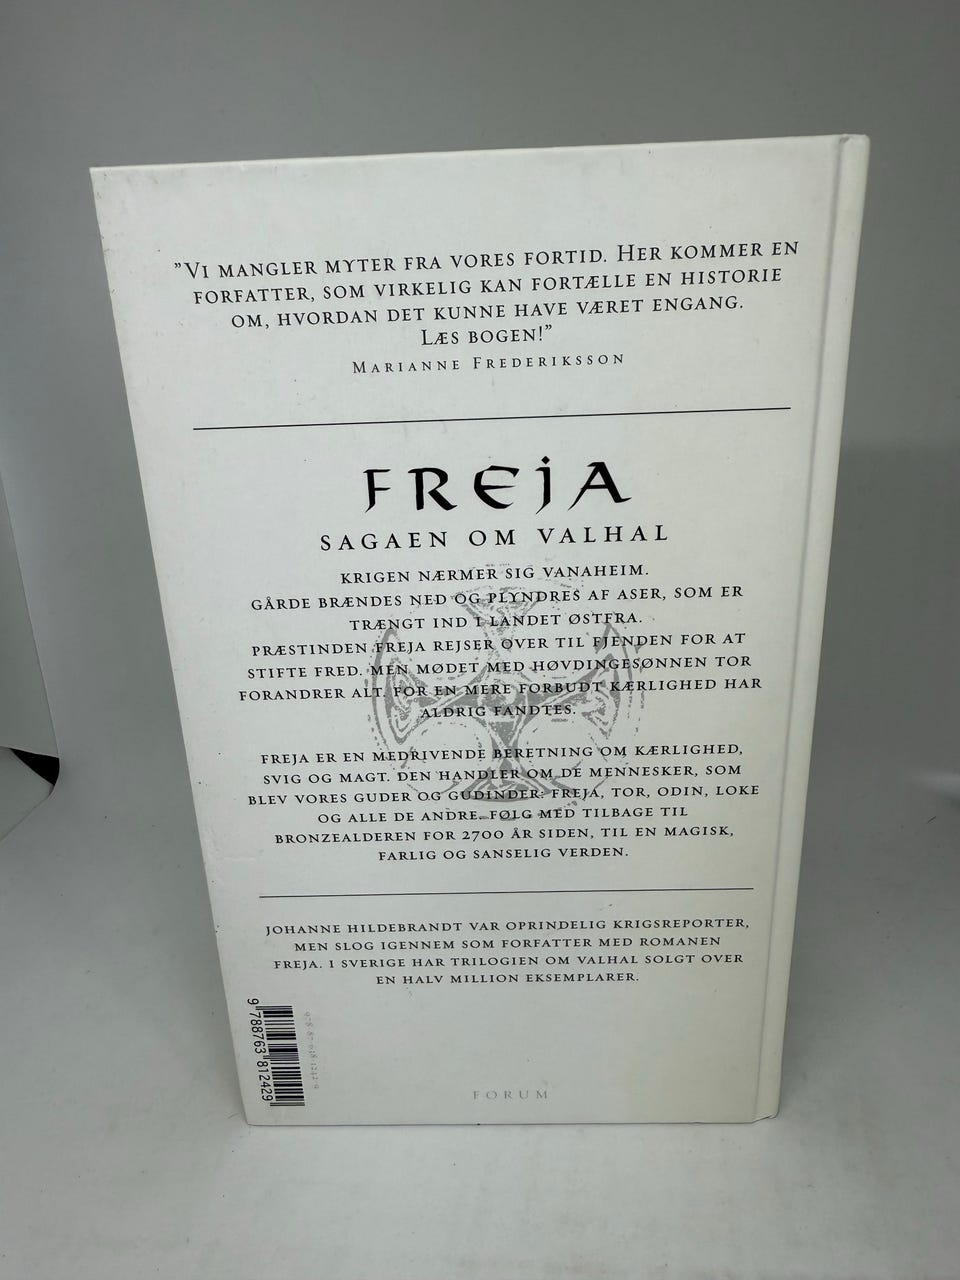 ”Vi mangler myter fra vores fortid. Her kommer en
forfatter, som virkelig kan fortælle en historie
om, hvordan det kunne have været engang.
Læs bogen!”
Marianne Frederiksson
FREJA
SAGAEN OM VALHAL
KRIGEN NÆRMER SIG VANAHEIM.
GÅRDE BRÆNDES NED OG PLYNDRES AF ASER, SOM ER
TRÆNGT IND I LANDET ØSTFRA.
PRÆSTINDEN FREJA REJSER OVER TIL FJENDEN FOR AT
STIFTE FRED. MEN MØDET MED HØVDINGESØNNEN TOR
FORANDRER ALT. FOR EN MERE FORBUDT KÆRLIGHED HAR
ALDRIG FANDTES.
FREJA ER EN MEDRIVENDE BERETNING OM KÆRLIGHED,
SVIG OG MAGT. DEN HANDLER OM DE MENNESKER, SOM
BLEV VORES GUDER OG GUDINDER: FREJA, TOR, ODIN, LOKE
OG ALLE DE ANDRE. FØLG MED TILBAGE TIL
BRONZEALDEREN FOR 2700 ÅR SIDEN, TIL EN MAGISK,
FARLIG OG SANSELIG VERDEN.
JOHANNE HILDEBRANDT VAR OPRINDELIG KRIGSREPORTER,
MEN SLOG IGENNEM SOM FORFATTER MED ROMANEN
FREJA. I SVERIGE HAR TRILOGIEN OM VALHAL SOLGT OVER
EN HALV MILLION EKSEMPLARER.
9 788763 812429
FORUM